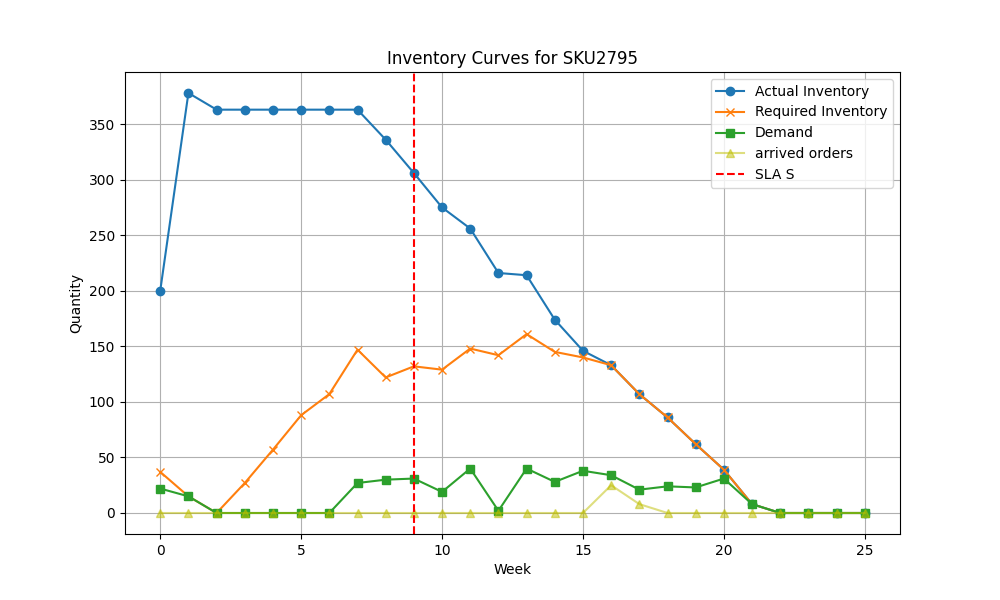 Inventory Curves for SKU2795
Actual Inventory
Required Inventory
Demand
arrived orders
SLA S
Quantity
350
300
250
200
150
100
50
0
0 5 10 15 20 25
Week